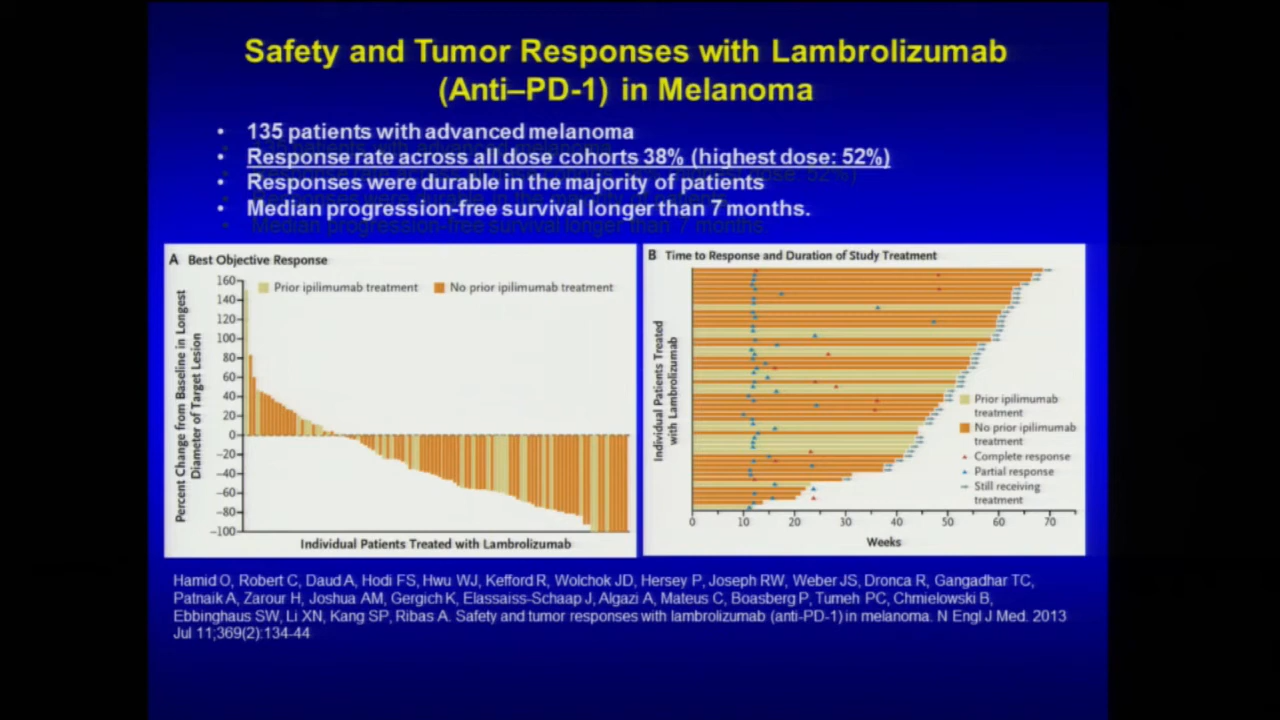 Safety and Tumor Responses with Lambrolizumab
(Anti–PD-1) in Melanoma
• 135 patients with advanced melanoma
• Response rate across all dose cohorts 38% (highest dose: 52%)
• Responses were durable in the majority of patients
• Median progression-free survival longer than 7 months.
A Best Objective Response
Prior ipilimumab treatment
No prior ipilimumab treatment
Percent Change from Baseline in Longest
Diameter of Target Lesion
160
140
120
100
80
60
40
20
0
−20
−40
−60
−80
−100
Individual Patients Treated with Lambrolizumab
B Time to Response and Duration of Study Treatment
Individual Patients Treated
with Lambrolizumab
Prior ipilimumab
treatment
No prior ipilimumab
treatment
Complete response
Partial response
Still receiving
treatment
0 10 20 30 40 50 60 70
Weeks
Hamid O, Robert C, Daud A, Hodi FS, Hwu WJ, Kefford R, Wolchok JD, Hersey P, Joseph RW, Weber JS, Dronca R, Gangadhar TC,
Patnaik A, Zarour H, Joshua AM, Gergich K, Elassaiss-Schaap J, Algazi A, Mateus C, Boasberg P, Tumeh PC, Chmielowski B,
Ebbinghaus SW, Li XN, Kang SP, Ribas A. Safety and tumor responses with lambrolizumab (anti-PD-1) in melanoma. N Engl J Med. 2013
Jul 11;369(2):134-44